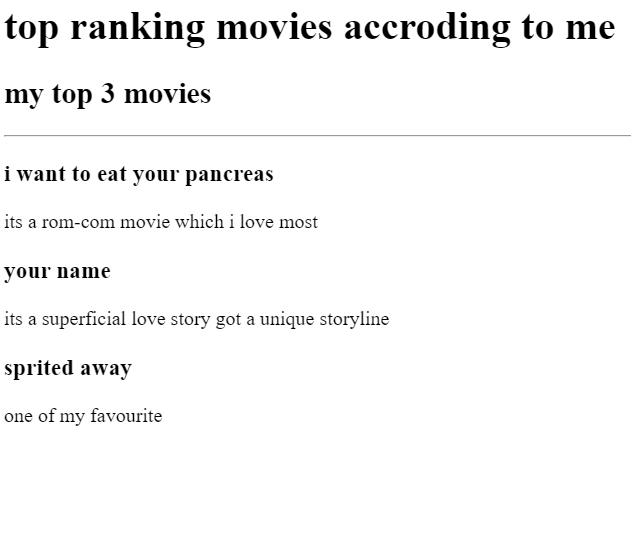 top ranking movies accroding to me
my top 3 movies
i want to eat your pancreas
its a rom-com movie which i love most
your name
its a superficial love story got a unique storyline
sprited away
one of my favourite